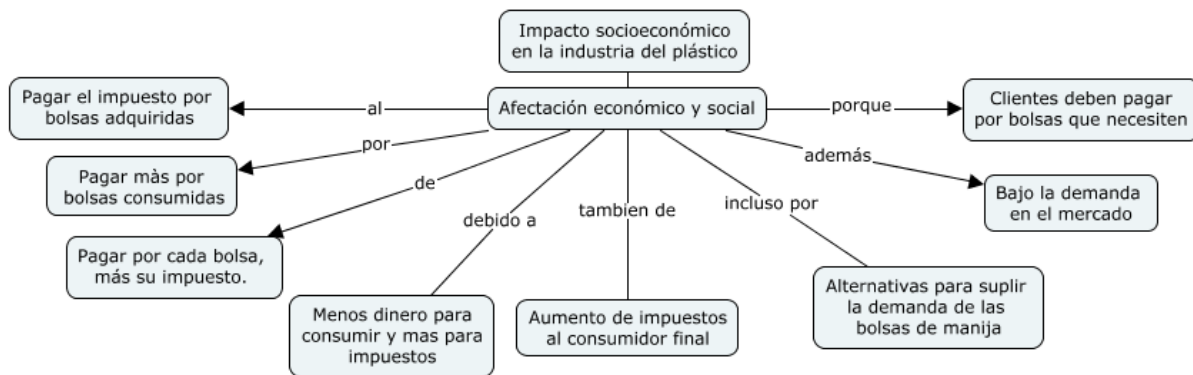 Impacto socioeconómico
en la industria del plástico
Afectación económico y social
al
Pagar el impuesto por
bolsas adquiridas
por
Pagar màs por
bolsas consumidas
de
Pagar por cada bolsa,
más su impuesto.
debido a
Menos dinero para
consumir y mas para
impuestos
tambien de
Aumento de impuestos
al consumidor final
incluso por
Alternativas para suplir
la demanda de las
bolsas de manija
además
Bajo la demanda
en el mercado
porque
Clientes deben pagar
por bolsas que necesiten